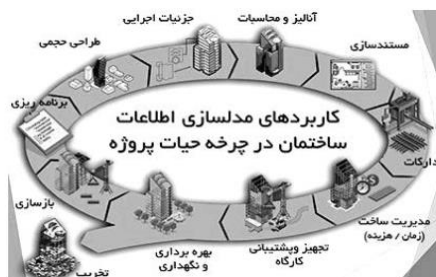 جزئیات اجرایی
آنالیز و محاسبات
طراحی حجمی
مستندسازی
برنامه ریزی
کاربردهای مدلسازی اطلاعات
ساختمان در چرخه حیات پروژه
تدارکات
بازسازی
مدیریت ساخت
(زمان / هزینه)
تجهیز وپشتیبانی
کارگاه
بهره برداری
و نگهداری
تخریب